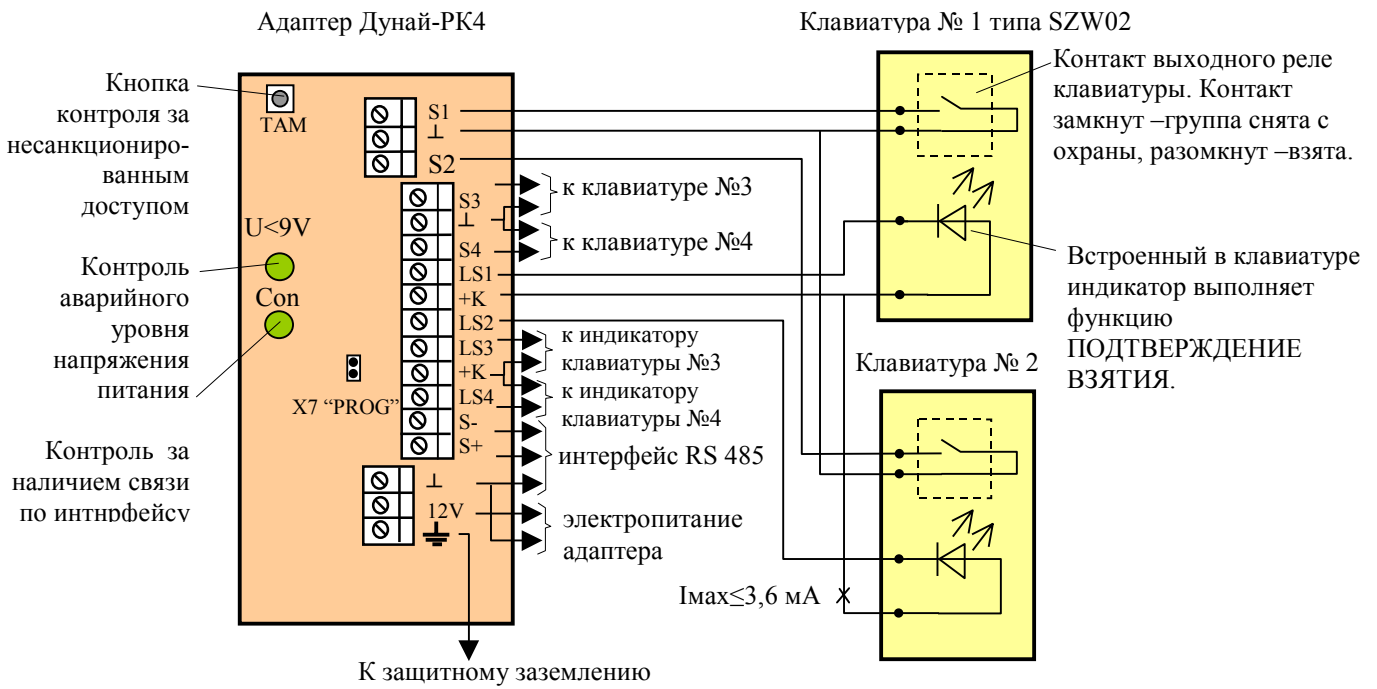 Адаптер Дунай-РК4
Клавиатура № 1 типа SZW02
Кнопка
контроля за
несанкциониро-
ванным
доступом
Контроль
аварийного
уровня
напряжения
питания
Контроль за
наличием связи
по интнрфейсу
TAM
U<9V
Con
X7 “PROG”
S1
⊥
S2
S3
⊥
S4
LS1
+K
LS2
LS3
+K
LS4
S-
S+
⊥
12V
к клавиатуре №3
к клавиатуре №4
к индикатору
клавиатуры №3
к индикатору
клавиатуры №4
интерфейс RS 485
электропитание
адаптера
К защитному заземлению
Контакт выходного реле
клавиатуры. Контакт
замкнут –группа снята с
охраны, разомкнут –взята.
Встроенный в клавиатуре
индикатор выполняет
функцию
ПОДТВЕРЖДЕНИЕ
ВЗЯТИЯ.
Клавиатура № 2
Iмах≤3,6 мА